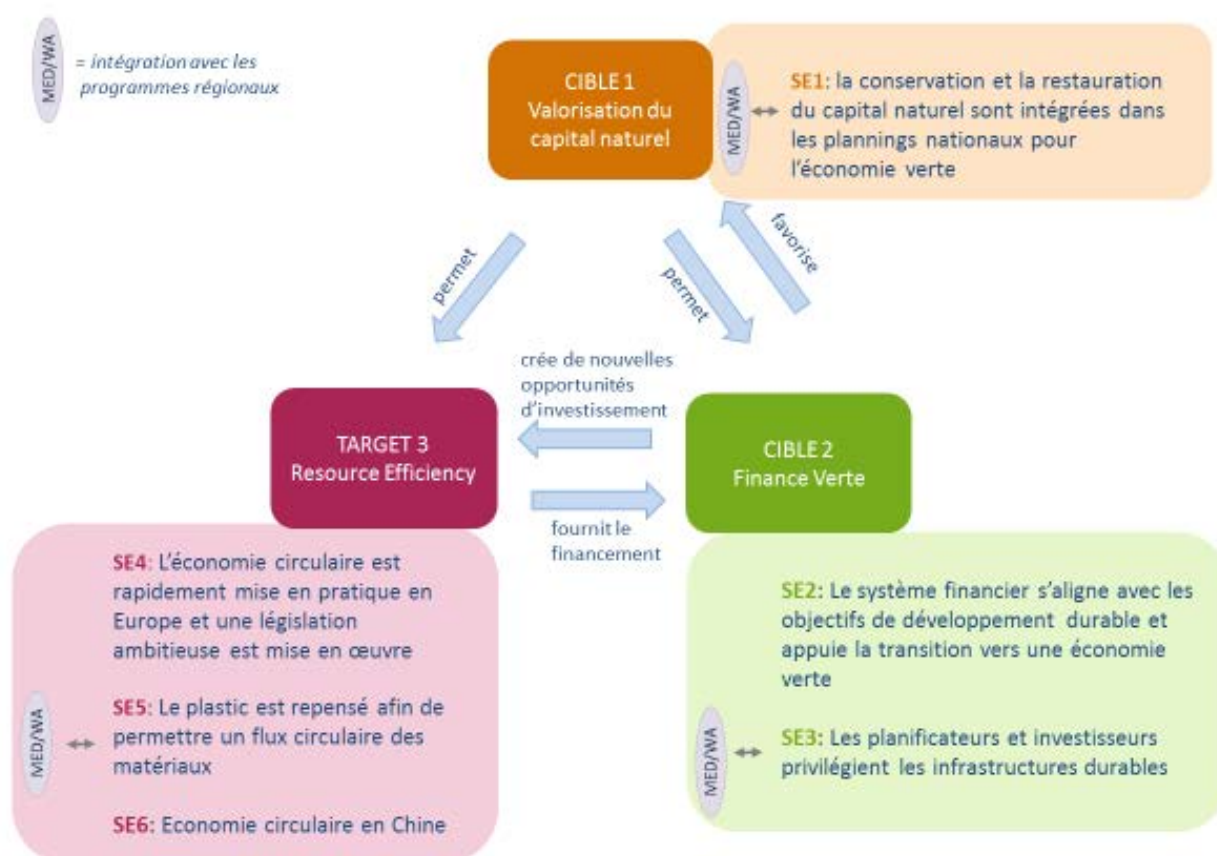 MED/WA
= intégration avec les
programmes régionaux
CIBLE 1
Valorisation du
capital naturel
MED/WA
SE1: la conservation et la restauration
du capital naturel sont intégrées dans
les plannings nationaux pour
l'économie verte
permet
permet
favorise
crée de nouvelles
opportunités
d'investissement
TARGET 3
Resource Efficiency
CIBLE 2
Finance Verte
fournit le
financement
SE4: L'économie circulaire est
rapidement mise en pratique en
Europe et une législation
ambitieuse est mise en œuvre
MED/WA
SE5: Le plastic est repensé afin de
permettre un flux circulaire des
matériaux
SE6: Economie circulaire en Chine
SE2: Le système financier s'aligne avec les
objectifs de développement durable et
appuie la transition vers une économie
verte
MED/WA
SE3: Les planificateurs et investisseurs
privilégient les infrastructures durables